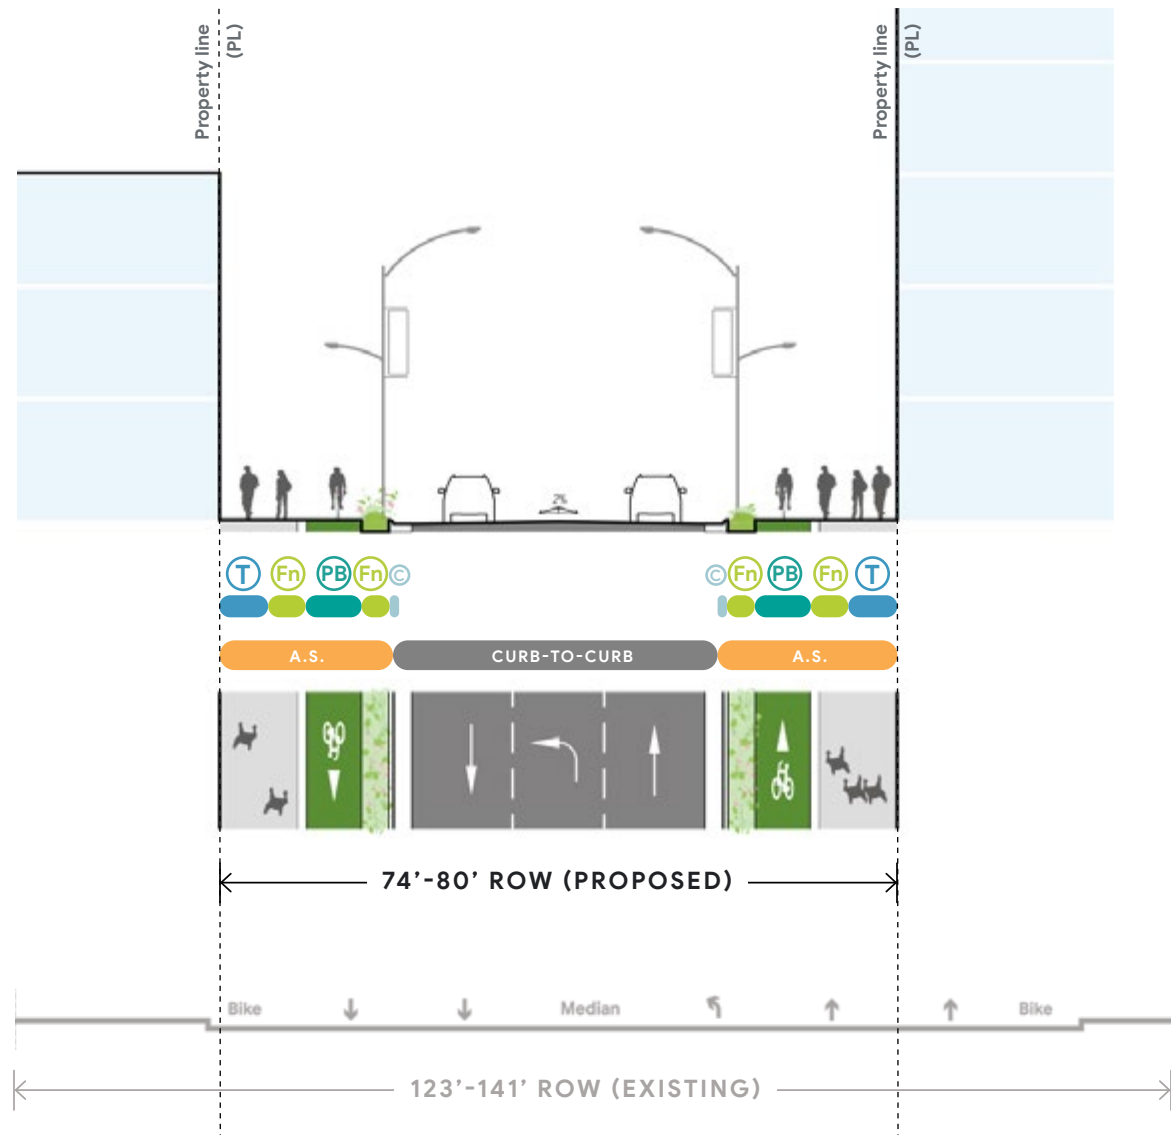 Property line
(PL)
Property line
(PL)
2%
T Fn PB Fn C
C Fn PB Fn T
A.S. CURB-TO-CURB A.S.
74’-80’ ROW (PROPOSED)
Bike Median Bike
123’-141’ ROW (EXISTING)